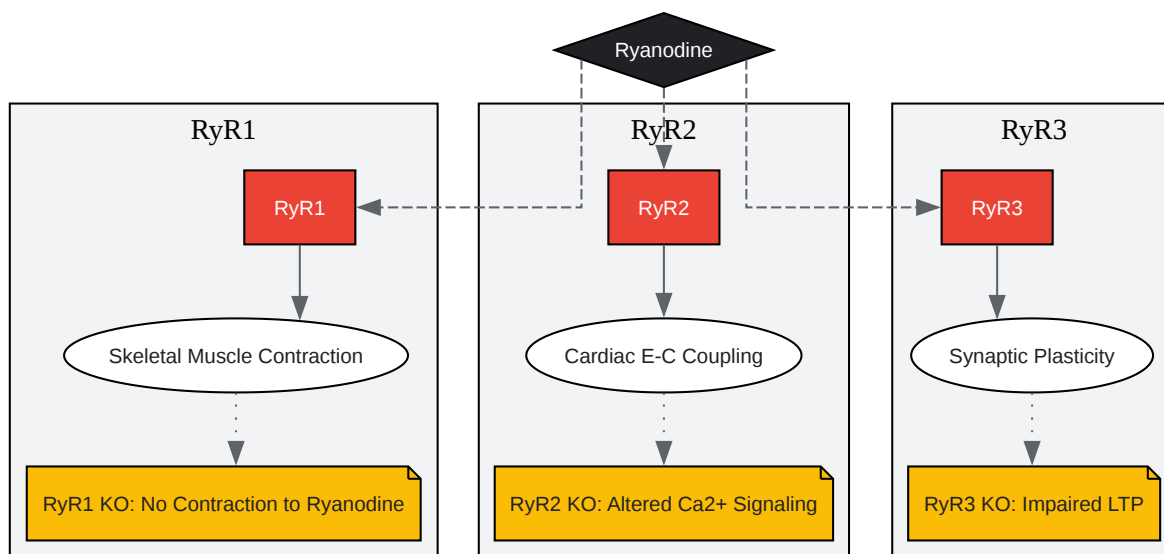 Ryanodine
RyR1
RyR2
RyR3
RyR1
RyR2
RyR3
Skeletal Muscle Contraction
Cardiac E-C Coupling
Synaptic Plasticity
RyR1 KO: No Contraction to Ryanodine
RyR2 KO: Altered Ca2+ Signaling
RyR3 KO: Impaired LTP